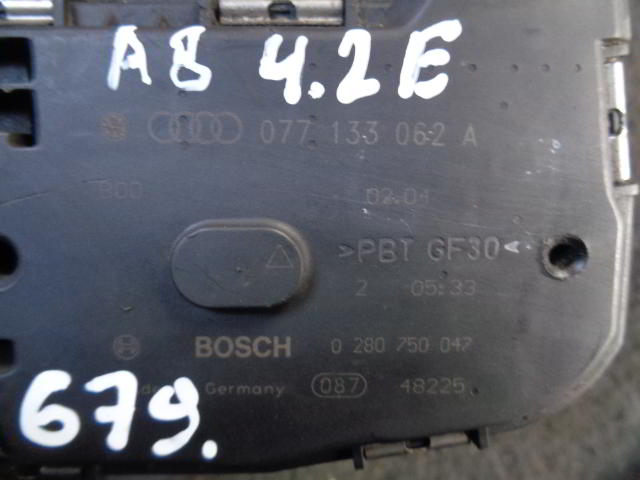 A8 4.2E
077 133 062 A
02.04
>PBT GF30<
2 05:33
BOSCH 0 280 750 047
Germany 087 48225
679.